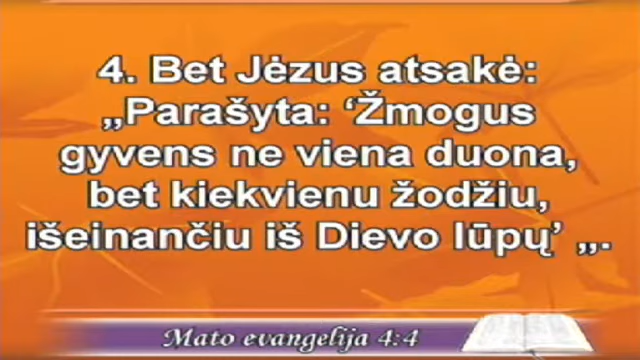 4. Bet Jėzus atsakė:
„Parašyta: ‘Žmogus
gyvens ne viena duona,
bet kiekvienu žodžiu,
išeinančiu iš Dievo lūpų’ „.
Mato evangelija 4:4